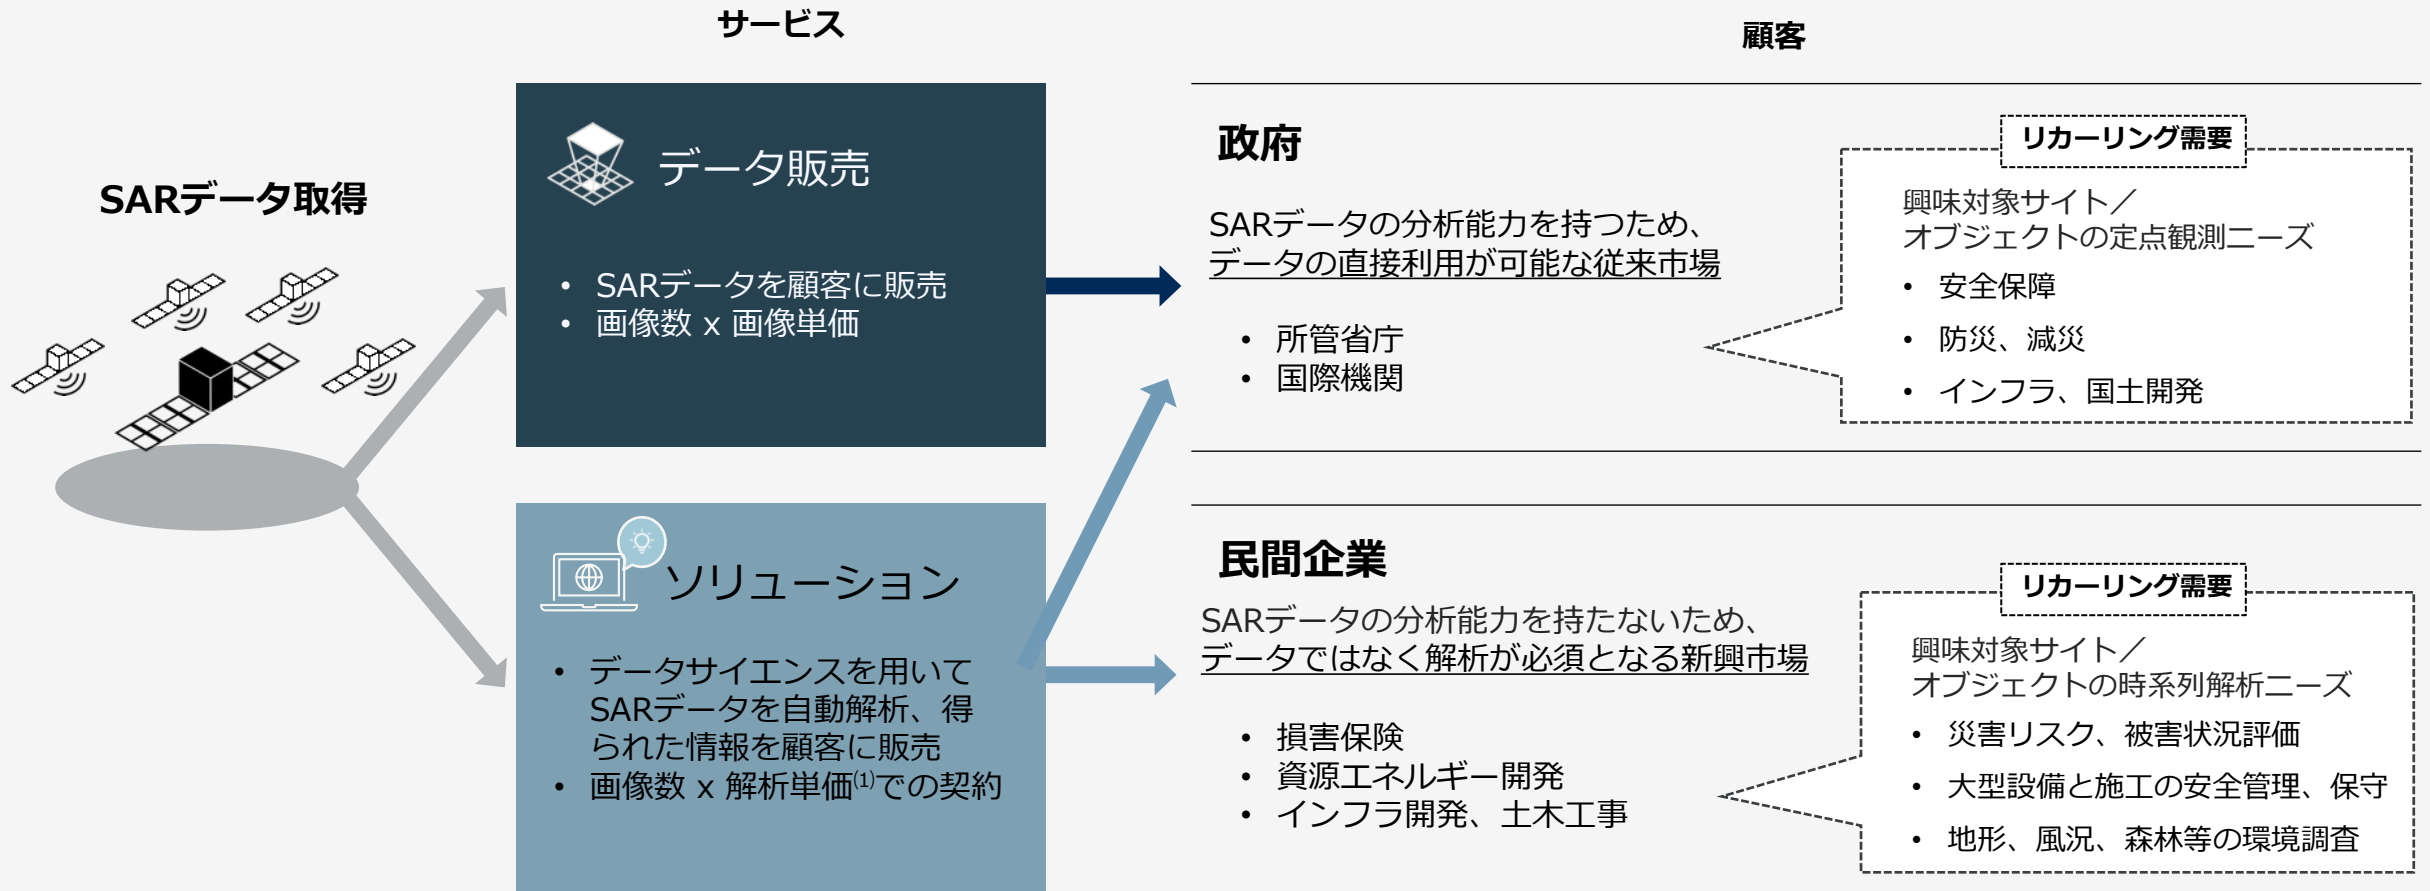 サービス
顧客
SARデータ取得
データ販売
• SARデータを顧客に販売
• 画像数 x 画像単価
ソリューション
• データサイエンスを用いて
SARデータを自動解析、得
られた情報を顧客に販売
• 画像数 x 解析単価(1)での契約
政府
SARデータの分析能力を持つため、
データの直接利用が可能な従来市場
• 所管省庁
• 国際機関
リカーリング需要
興味対象サイト／
オブジェクトの定点観測ニーズ
• 安全保障
• 防災、減災
• インフラ、国土開発
民間企業
SARデータの分析能力を持たないため、
データではなく解析が必須となる新興市場
• 損害保険
• 資源エネルギー開発
• インフラ開発、土木工事
リカーリング需要
興味対象サイト／
オブジェクトの時系列解析ニーズ
• 災害リスク、被害状況評価
• 大型設備と施工の安全管理、保守
• 地形、風況、森林等の環境調査